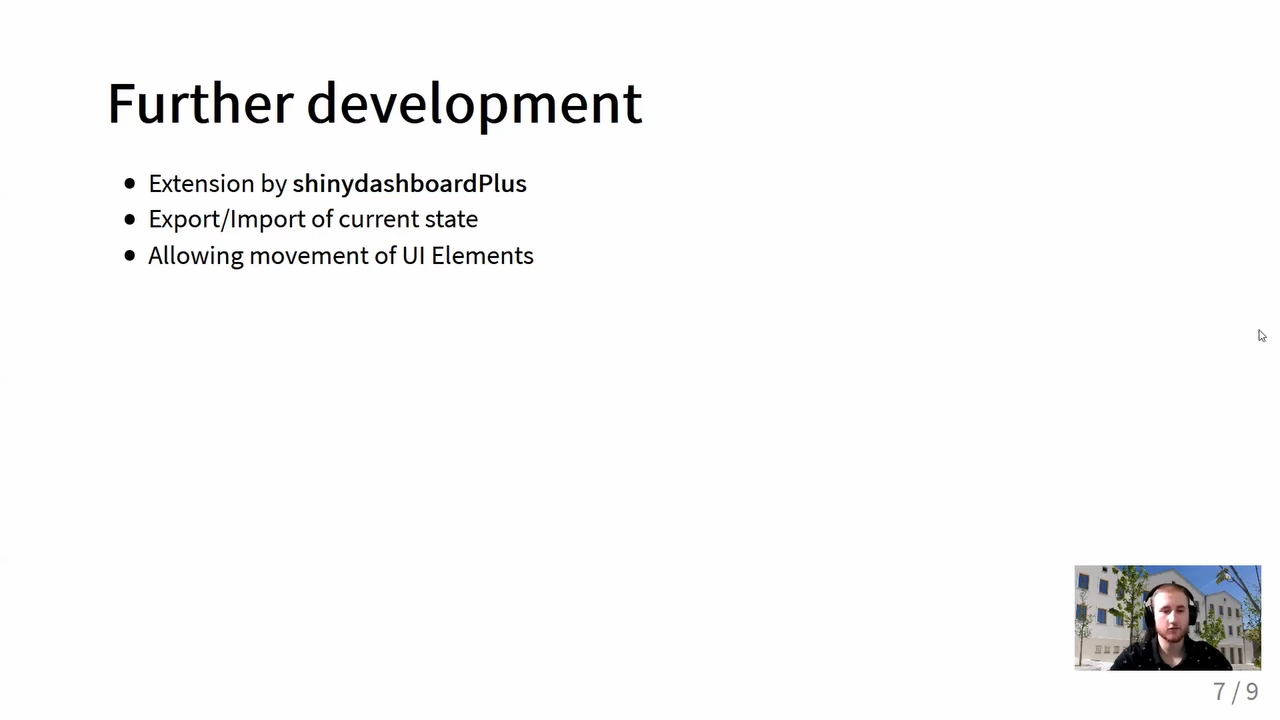 Further development
● Extension by shinydashboardPlus
● Export/Import of current state
● Allowing movement of UI Elements
7 / 9